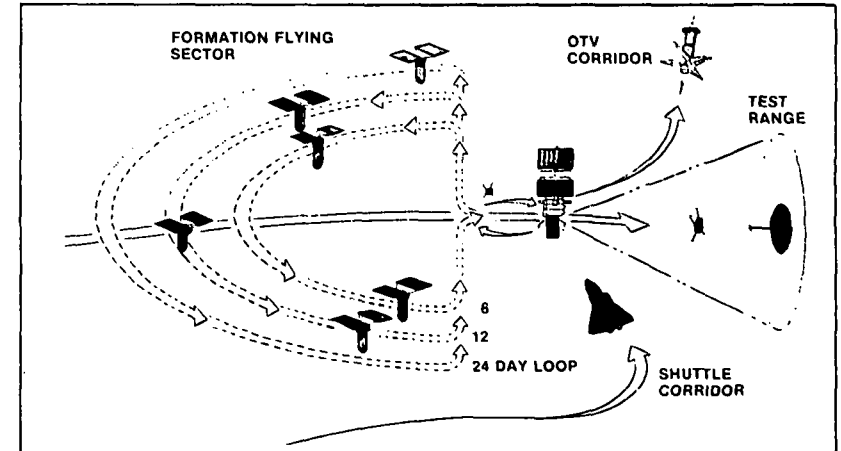 FORMATION FLYING
SECTOR
OTV
CORRIDOR
TEST
RANGE
6
12
24 DAY LOOP
SHUTTLE
CORRIDOR